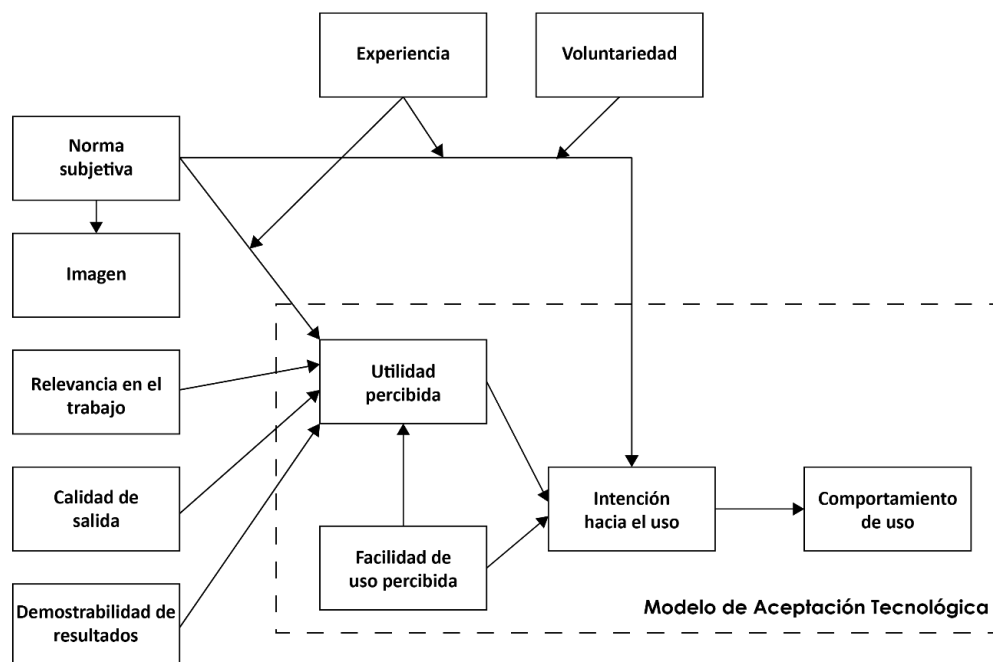 Experiencia
Voluntariedad
Norma
subjetiva
Imagen
Relevancia en el
trabajo
Utilidad
percibida
Calidad de
salida
Intención
hacia el uso
Comportamiento
de uso
Facilidad de
uso percibida
Demostrabilidad de
resultados
Modelo de Aceptación Tecnológica